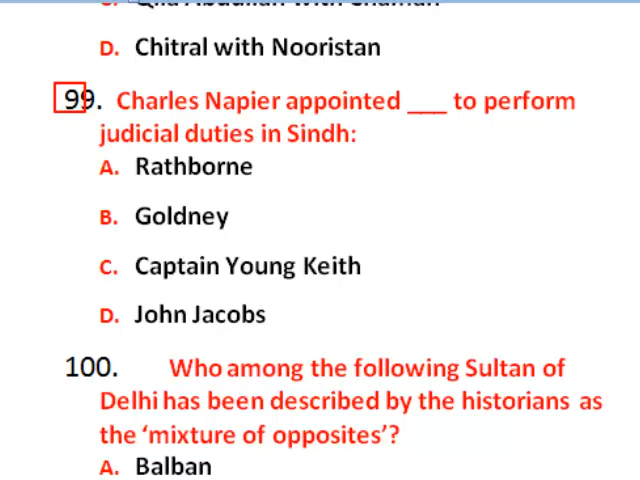 D. Chitral with Nooristan
99. Charles Napier appointed ___ to perform
judicial duties in Sindh:
A. Rathborne
B. Goldney
C. Captain Young Keith
D. John Jacobs
100. Who among the following Sultan of
Delhi has been described by the historians as
the ‘mixture of opposites’?
A. Balban